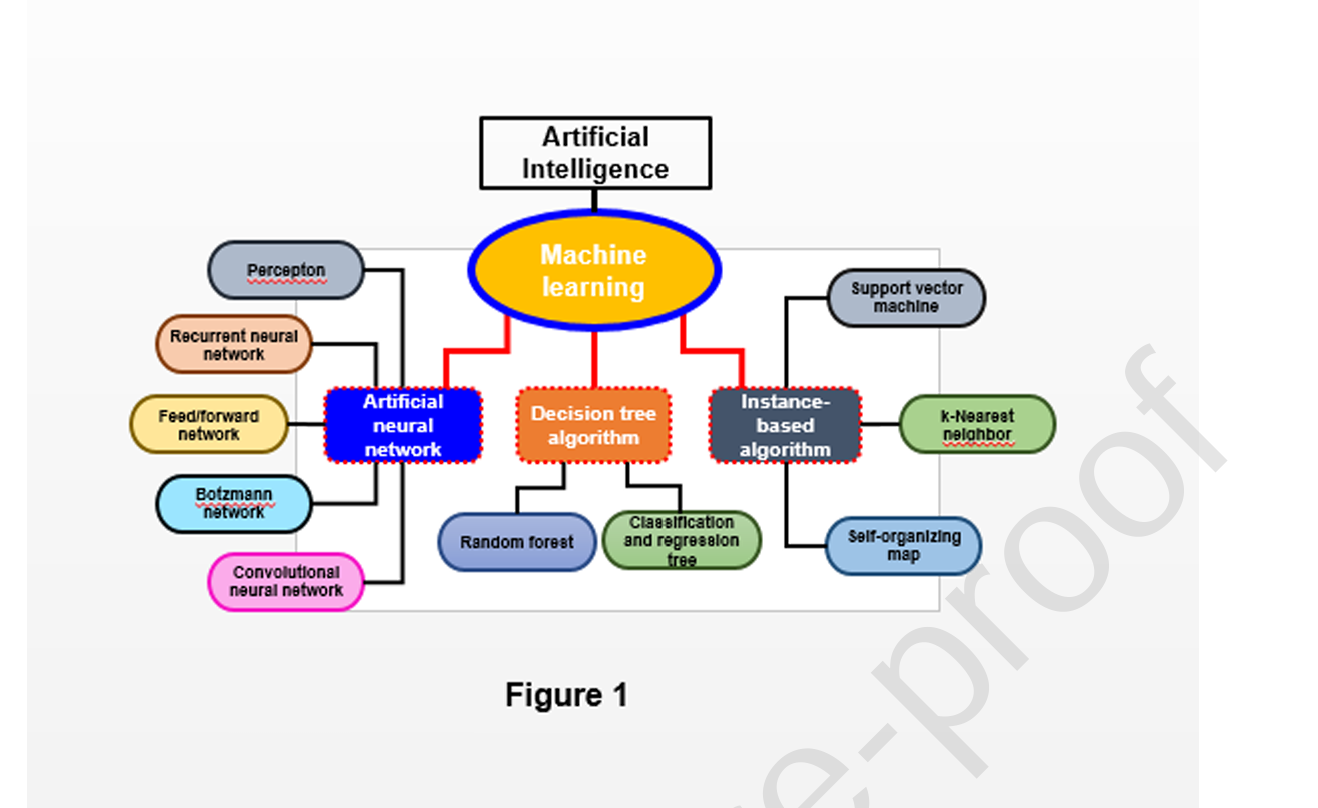 Artificial
Intelligence
Machine
learning
Percepton
Recurrent neural
network
Feed/forward
network
Botzmann
network
Convolutional
neural network
Artificial
neural
network
Decision tree
algorithm
Instance-
based
algorithm
Random forest
Classification
and regression
tree
Support vector
machine
k-Nearest
neighbor
Self-organizing
map
Figure 1
e-proof